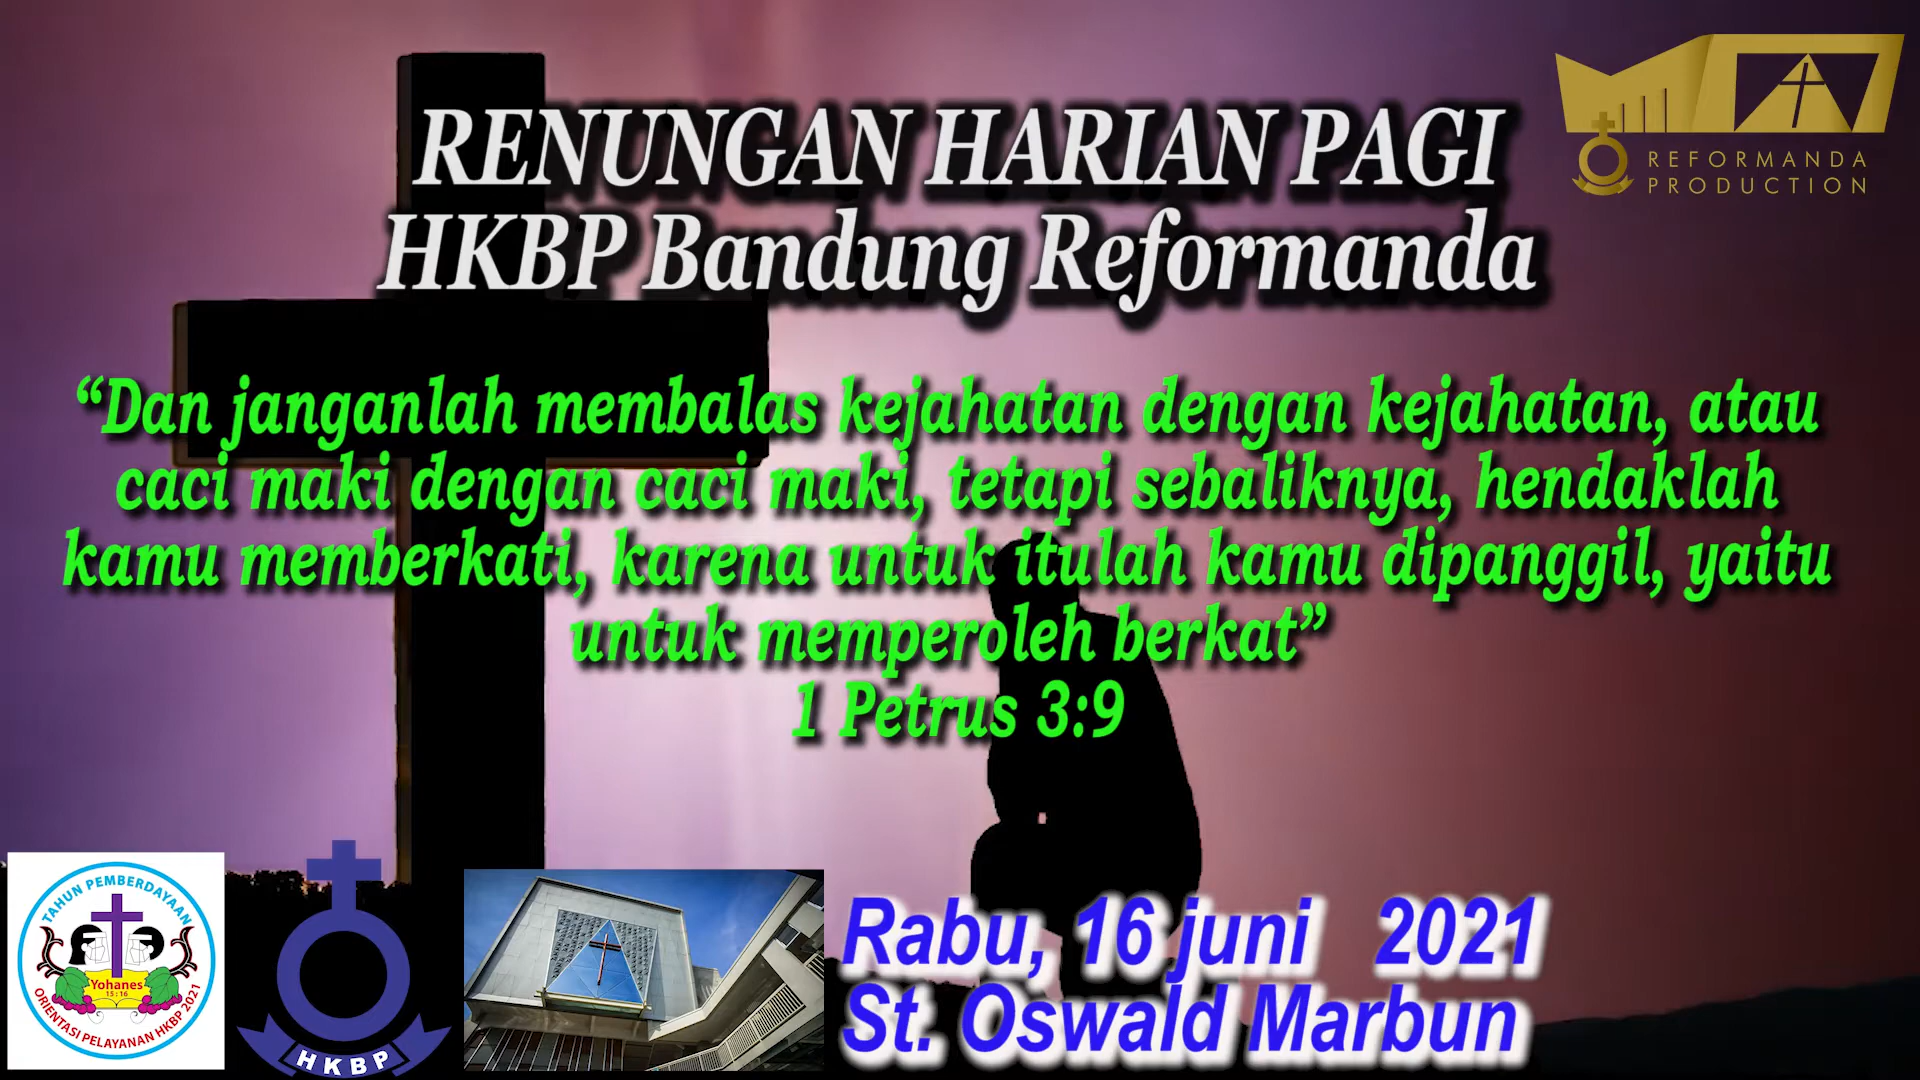 RENUNGAN HARIAN PAGI
HKBP Bandung Reformanda
REFORMANDA
PRODUCTION
“Dan janganlah membalas kejahatan dengan kejahatan, atau
caci maki dengan caci maki, tetapi sebaliknya, hendaklah
kamu memberkati, karena untuk itulah kamu dipanggil, yaitu
untuk memperoleh berkat”
1 Petrus 3:9
TAHUN PEMBERDAYAAN
Yohanes
15:16
ORIENTASI PELAYANAN HKBP 2021
HKBP
Rabu, 16 juni 2021
St. Oswald Marbun